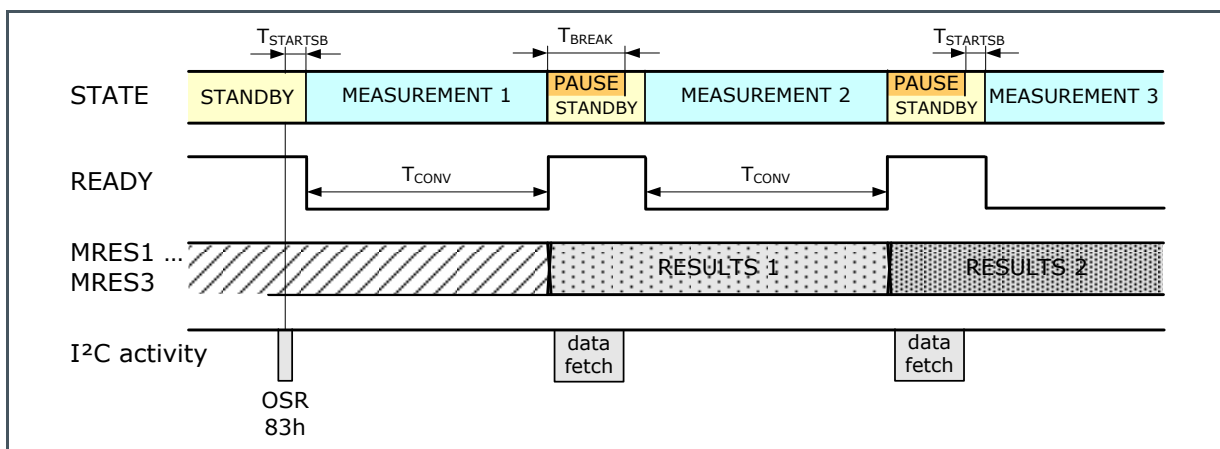 TSTARTSB TBREAK TSTARTSB
STATE STANDBY MEASUREMENT 1 PAUSE STANDBY MEASUREMENT 2 PAUSE STANDBY MEASUREMENT 3
READY TCONV TCONV
MRES1 ...
MRES3 RESULTS 1 RESULTS 2
I²C activity data fetch data fetch
OSR
83h